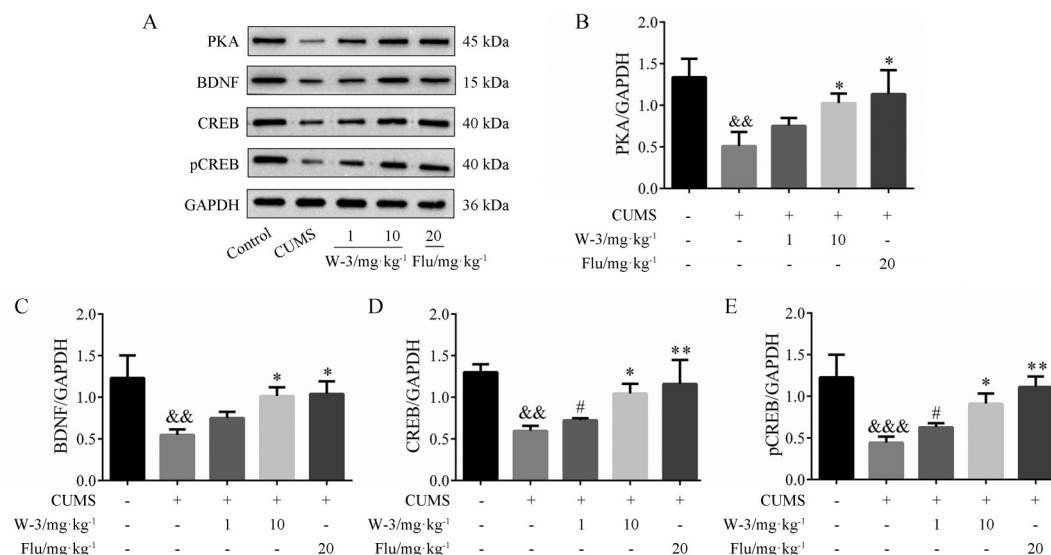 A
PKA 45 kDa
BDNF 15 kDa
CREB 40 kDa
pCREB 40 kDa
GAPDH 36 kDa
Control CUMS 1 10 20
W-3/mg·kg⁻¹ Flu/mg·kg⁻¹
B
PKA/GAPDH
2.0
1.5
1.0
0.5
0.0
&& * *
CUMS - + + + +
W-3/mg·kg⁻¹ - - 1 10 -
Flu/mg·kg⁻¹ - - - - 20
C
BDNF/GAPDH
2.0
1.5
1.0
0.5
0.0
&& * *
CUMS - + + + +
W-3/mg·kg⁻¹ - - 1 10 -
Flu/mg·kg⁻¹ - - - - 20
D
CREB/GAPDH
2.0
1.5
1.0
0.5
0.0
&& # * **
CUMS - + + + +
W-3/mg·kg⁻¹ - - 1 10 -
Flu/mg·kg⁻¹ - - - - 20
E
pCREB/GAPDH
2.0
1.5
1.0
0.5
0.0
&&& # * **
CUMS - + + + +
W-3/mg·kg⁻¹ - - 1 10 -
Flu/mg·kg⁻¹ - - - - 20